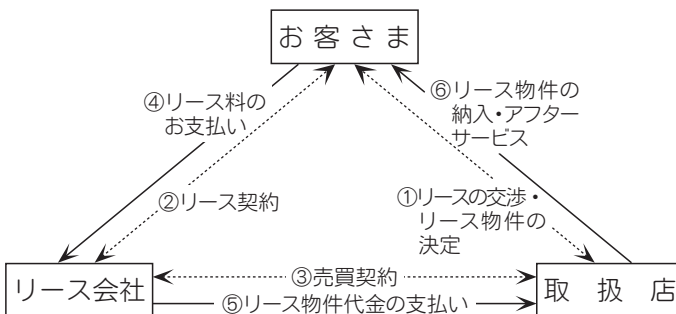 お客さま
④リース料の
お支払い
⑥リース物件の
納入・アフター
サービス
②リース契約
①リースの交渉・
リース物件の
決定
リース会社
③売買契約
取扱店
⑤リース物件代金の支払い